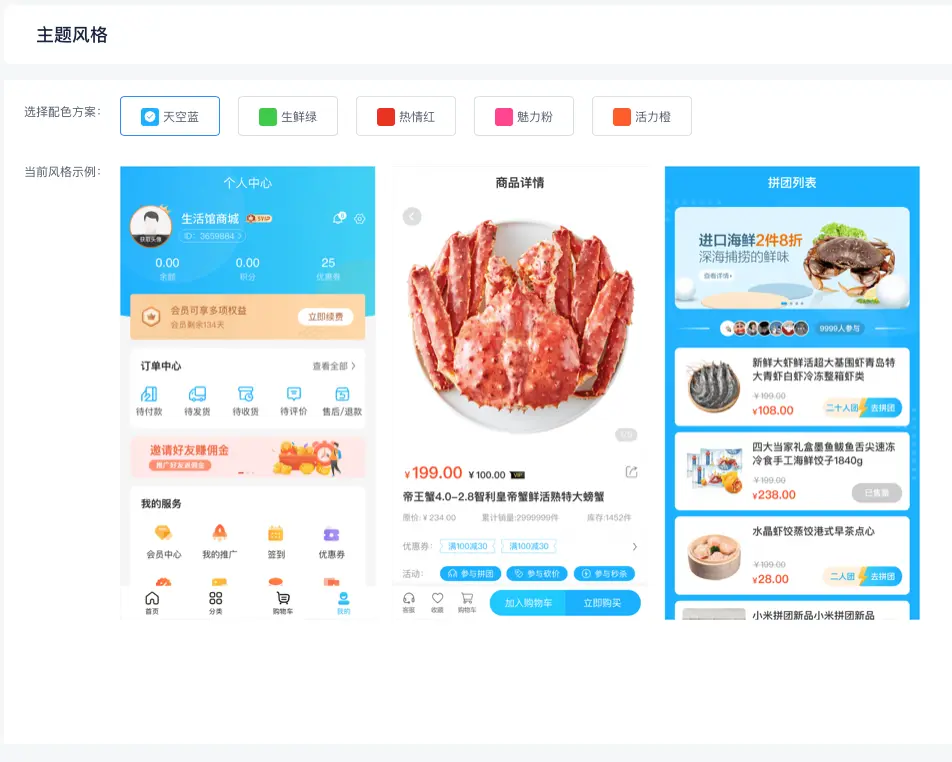 主题风格
选择配色方案：
天空蓝
生鲜绿
热情红
魅力粉
活力橙
当前风格示例：
个人中心
生活馆商城
SVIP
ID：3659884 >
获取头像
0.00
0.00
25
余额
积分
优惠券
会员可享多项权益
会员剩余134天
立即续费
订单中心
查看全部
待付款
待发货
待收货
待评价
售后/退款
邀请好友赚佣金
推广好友返佣金
我的服务
会员中心
我的推广
签到
优惠券
首页
分类
购物车
我的
商品详情
¥199.00 ¥100.00
帝王蟹4.0-2.8智利皇帝蟹鲜活熟特大螃蟹
原价:¥234.00
累计销量:2999999件
库存:1452件
优惠券：
满100减30
满100减30
活动：
参与拼团
参与砍价
参与秒杀
客服
收藏
购物车
加入购物车
立即购买
拼团列表
进口海鲜2件8折
深海捕捞的鲜味
查看详情
9999人参与
新鲜大虾鲜活超大基围虾青岛特
大青虾白虾冷冻整箱虾类
¥199.00
¥108.00
二十人团
去拼团
四大当家礼盒墨鱼鲅鱼舌尖速冻
冷食手工海鲜饺子1840g
¥199.00
¥238.00
已售罄
水晶虾饺蒸饺港式早茶点心
¥169.00
¥28.00
二人团
去拼团
小米拼团新品小米拼团新品